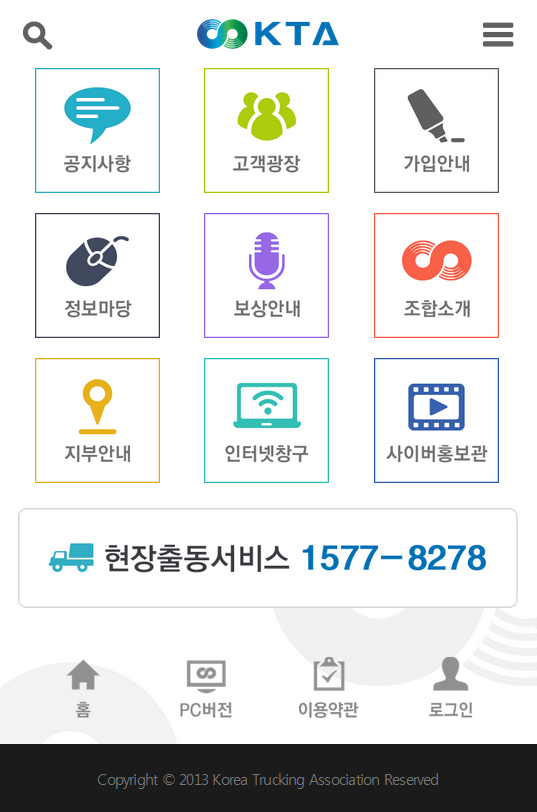 KTA
공지사항
고객광장
가입안내
정보마당
보상안내
조합소개
지부안내
인터넷창구
사이버홍보관
현장출동서비스 1577-8278
홈
PC버전
이용약관
로그인
Copyright © 2013 Korea Trucking Association Reserved